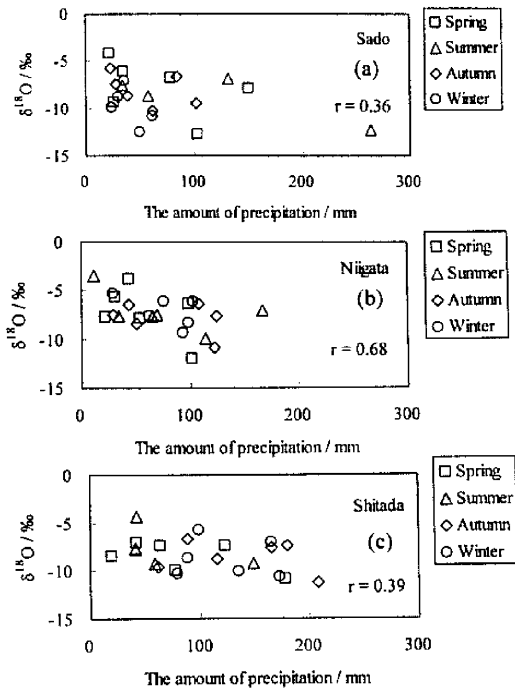 0
-5
-10
-15
δ¹⁸O / ‰
Sado
(a)
r = 0.36
0
100
200
300
The amount of precipitation / mm
Spring
Summer
Autumn
Winter
0
-5
-10
-15
δ¹⁸O / ‰
Niigata
(b)
r = 0.68
0
100
200
300
The amount of precipitation / mm
Spring
Summer
Autumn
Winter
0
-5
-10
-15
δ¹⁸O / ‰
Shitada
(c)
r = 0.39
0
100
200
300
The amount of precipitation / mm
Spring
Summer
Autumn
Winter